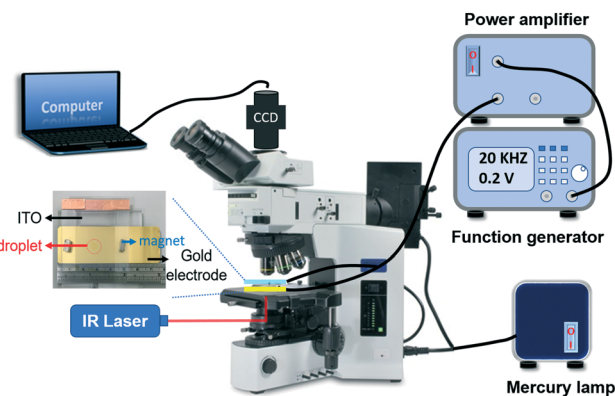 Power amplifier
Computer
CCD
20 KHZ
0.2 V
ITO
droplet
magnet
Gold
electrode
Function generator
IR Laser
Mercury lamp